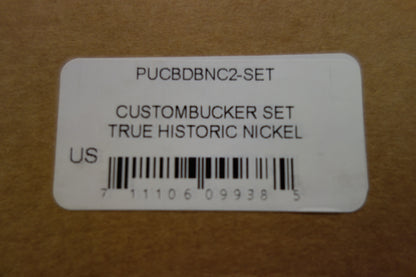 PUCBDBNC2-SET
CUSTOMBUCKER SET
TRUE HISTORIC NICKEL
US
7 11106 09938 5